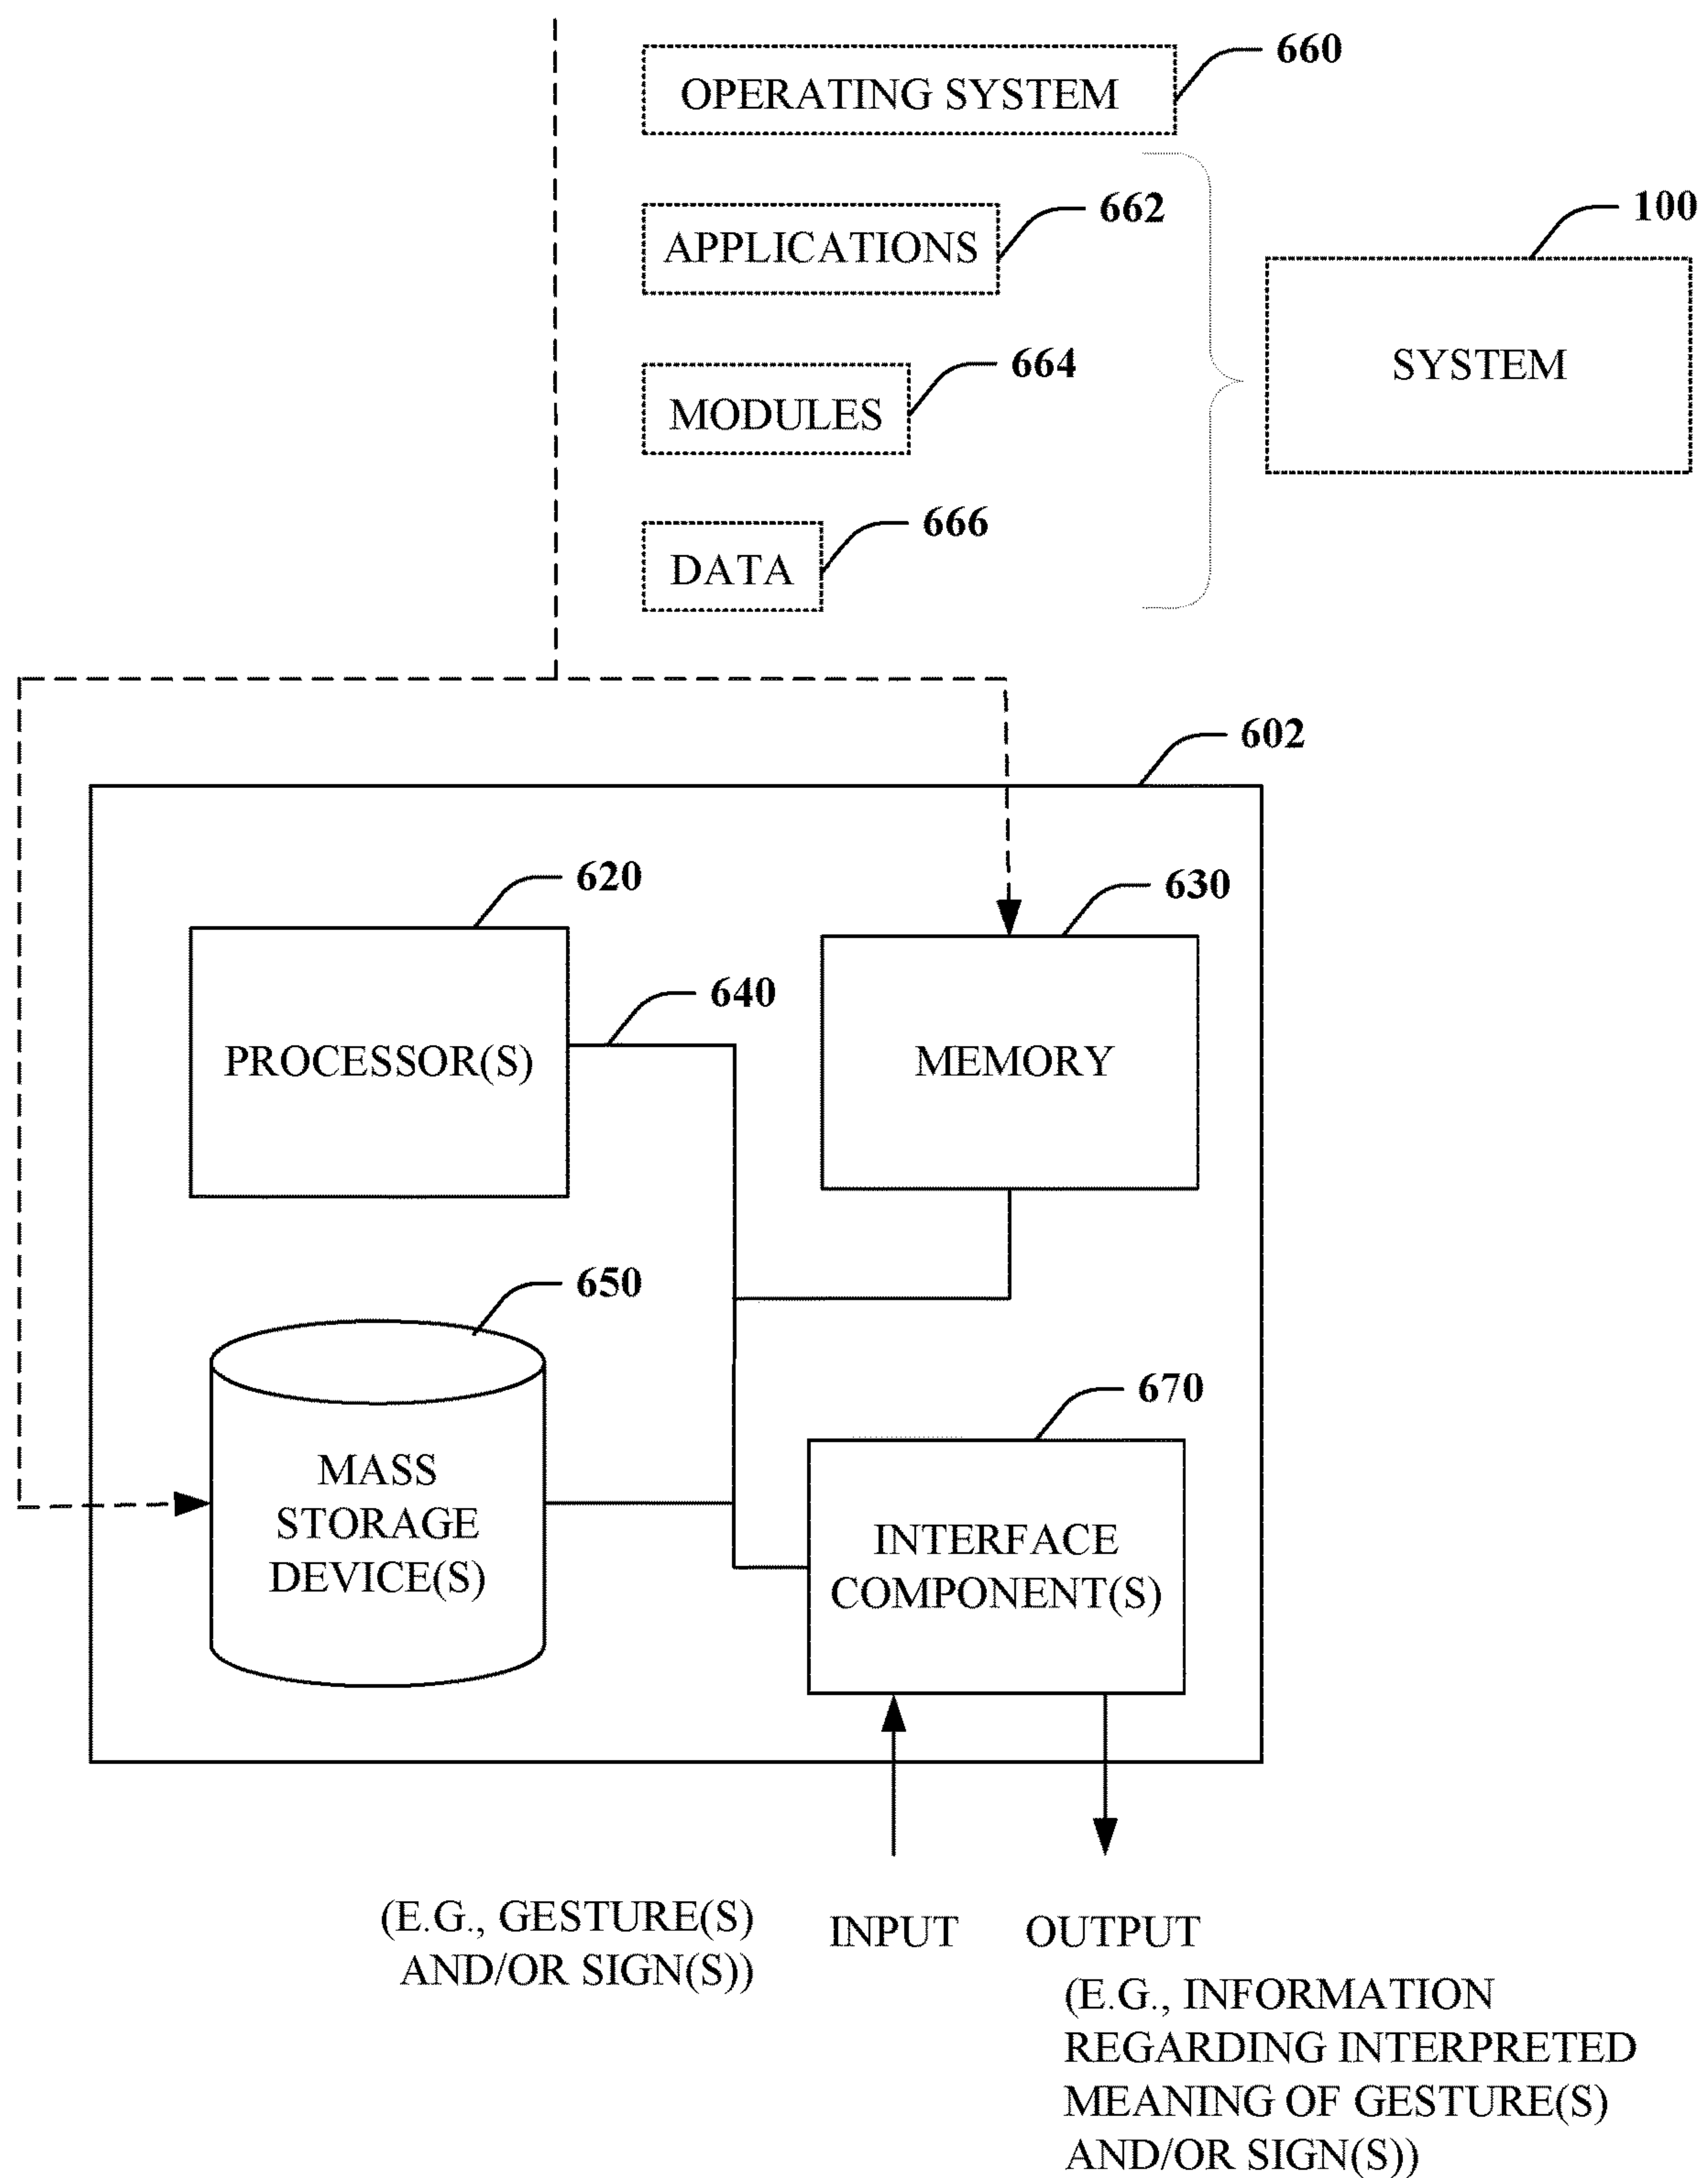 660
OPERATING SYSTEM
662
APPLICATIONS
100
SYSTEM
664
MODULES
666
DATA
602
620
PROCESSOR(S)
630
MEMORY
640
650
MASS
STORAGE
DEVICE(S)
670
INTERFACE
COMPONENT(S)
(E.G., GESTURE(S)
AND/OR SIGN(S))
INPUT
OUTPUT
(E.G., INFORMATION
REGARDING INTERPRETED
MEANING OF GESTURE(S)
AND/OR SIGN(S))